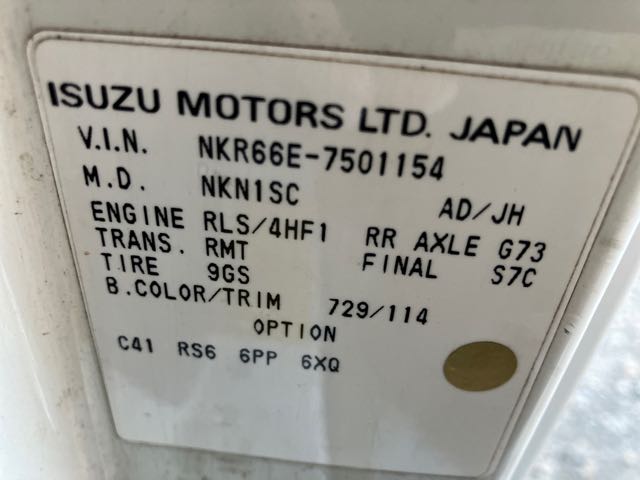 ISUZU MOTORS LTD. JAPAN
V.I.N. NKR66E-7501154
M.D. NKN1SC AD/JH
ENGINE RLS/4HF1 RR AXLE G73
TRANS. RMT FINAL S7C
TIRE 9GS
B.COLOR/TRIM 729/114
OPTION
C41 RS6 6PP 6XQ